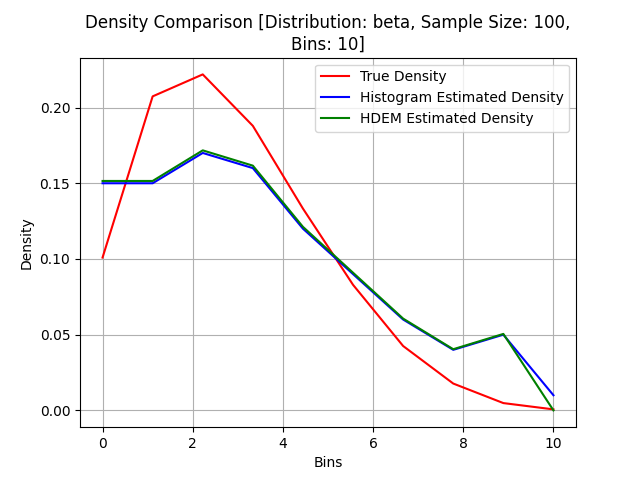 Density Comparison [Distribution: beta, Sample Size: 100,
Bins: 10]
True Density
Histogram Estimated Density
HDEM Estimated Density
Density
0.20
0.15
0.10
0.05
0.00
0 2 4 6 8 10
Bins